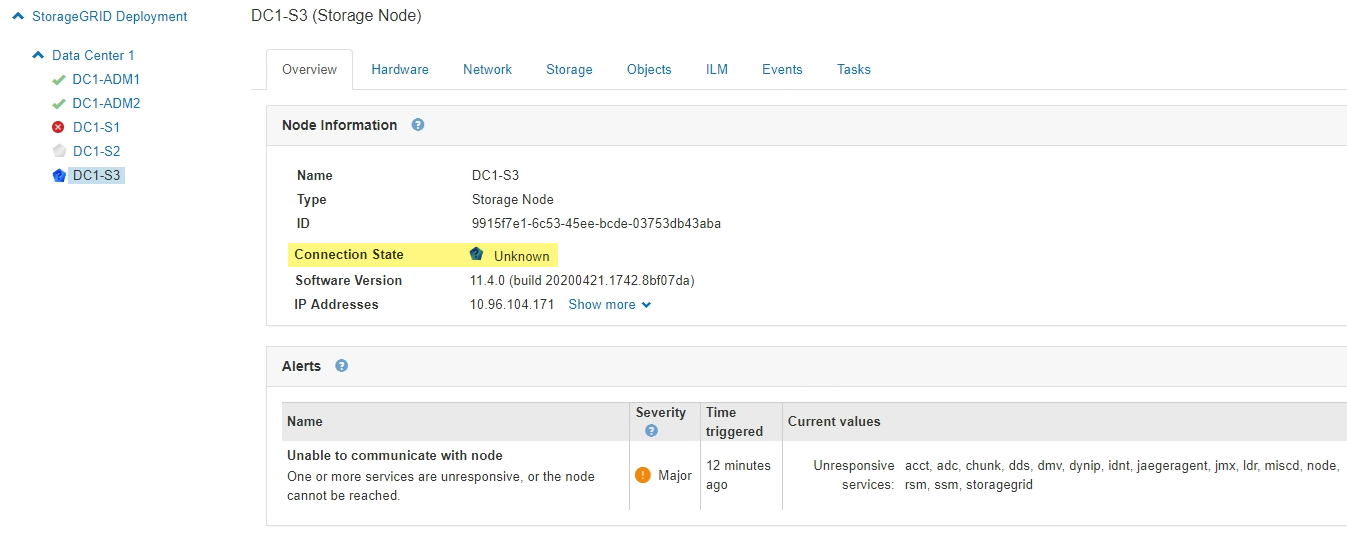 StorageGRID Deployment
Data Center 1
DC1-ADM1
DC1-ADM2
DC1-S1
DC1-S2
DC1-S3
DC1-S3 (Storage Node)
Overview Hardware Network Storage Objects ILM Events Tasks
Node Information ?
Name DC1-S3
Type Storage Node
ID 9915f7e1-6c53-45ee-bcde-03753db43aba
Connection State Unknown
Software Version 11.4.0 (build 20200421.1742.8bf07da)
IP Addresses 10.96.104.171 Show more
Alerts ?
Name Severity ? Time triggered Current values
Unable to communicate with node
One or more services are unresponsive, or the node
cannot be reached.
Major
12 minutes
ago
Unresponsive services: acct, adc, chunk, dds, dmv, dynip, idnt, jaegeragent, jmx, ldr, miscd, node,
rsm, ssm, storagegrid